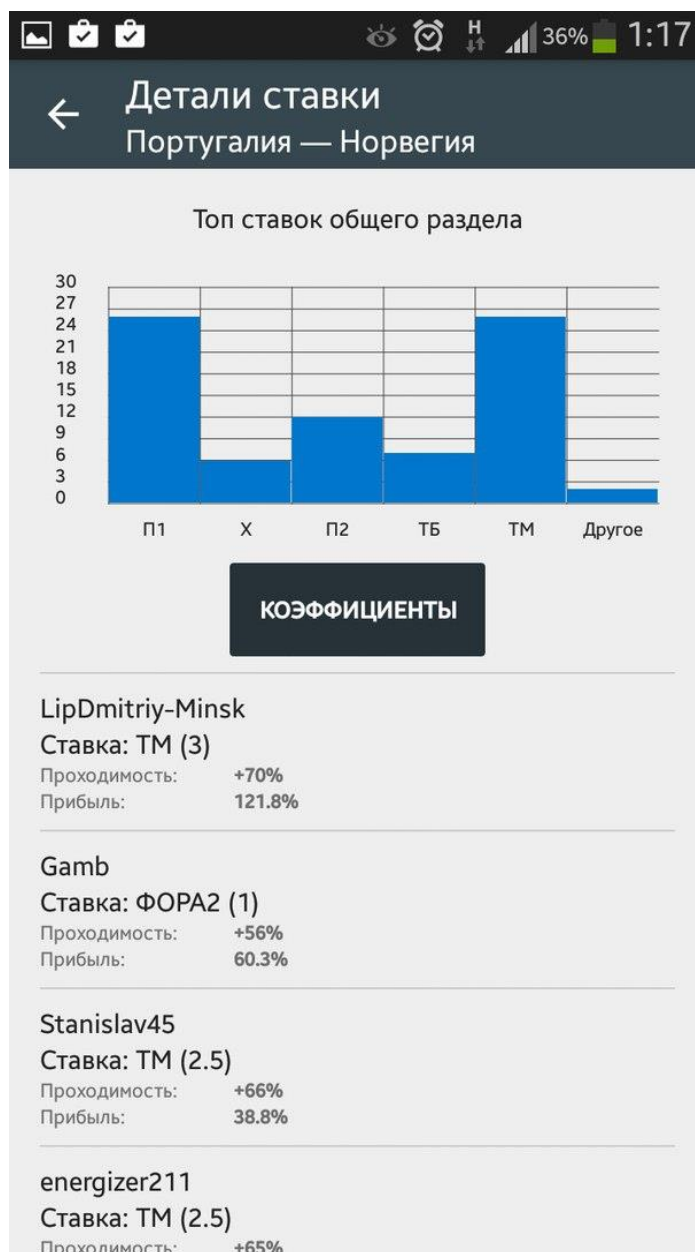 H 36% 1:17
Детали ставки
Португалия — Норвегия
Топ ставок общего раздела
30
27
24
21
18
15
12
9
6
3
0
П1 X П2 ТБ ТМ Другое
КОЭФФИЦИЕНТЫ
LipDmitriy-Minsk
Ставка: ТМ (3)
Проходимость: +70%
Прибыль: 121.8%
Gamb
Ставка: ФОРА2 (1)
Проходимость: +56%
Прибыль: 60.3%
Stanislav45
Ставка: ТМ (2.5)
Проходимость: +66%
Прибыль: 38.8%
energizer211
Ставка: ТМ (2.5)
Проходимость: +65%